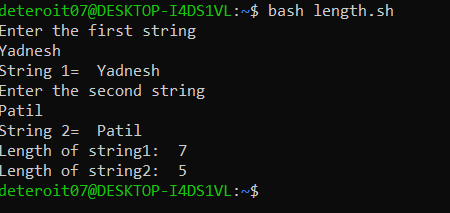 deteroit07@DESKTOP-I4DS1VL:~$ bash length.sh
Enter the first string
Yadnesh
String 1=  Yadnesh
Enter the second string
Patil
String 2=  Patil
Length of string1:  7
Length of string2:  5
deteroit07@DESKTOP-I4DS1VL:~$